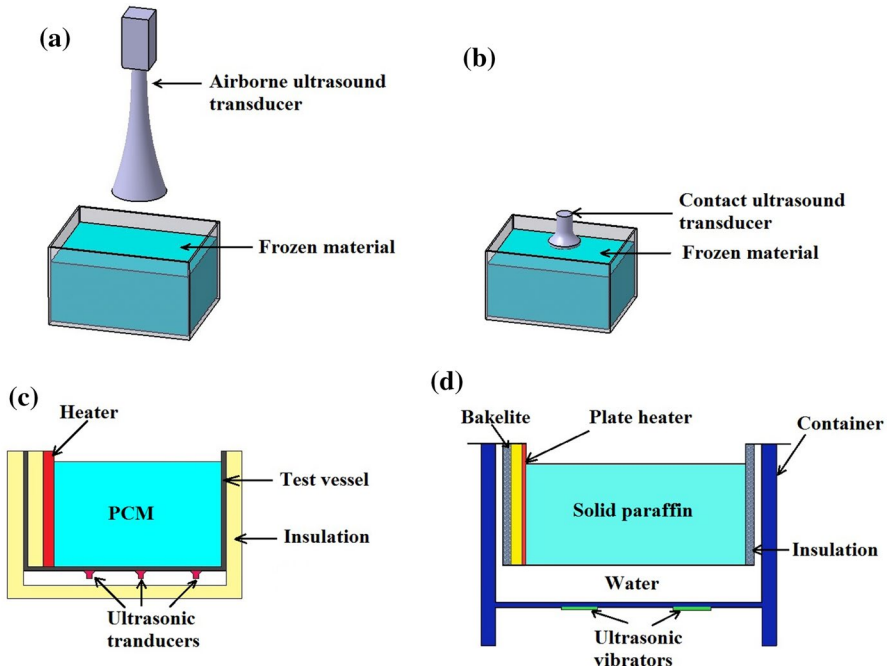 (a)
Airborne ultrasound
transducer
Frozen material
(b)
Contact ultrasound
transducer
Frozen material
(c)
Heater
Test vessel
PCM
Insulation
Ultrasonic
tranducers
(d)
Bakelite
Plate heater
Container
Solid paraffin
Insulation
Water
Ultrasonic
vibrators